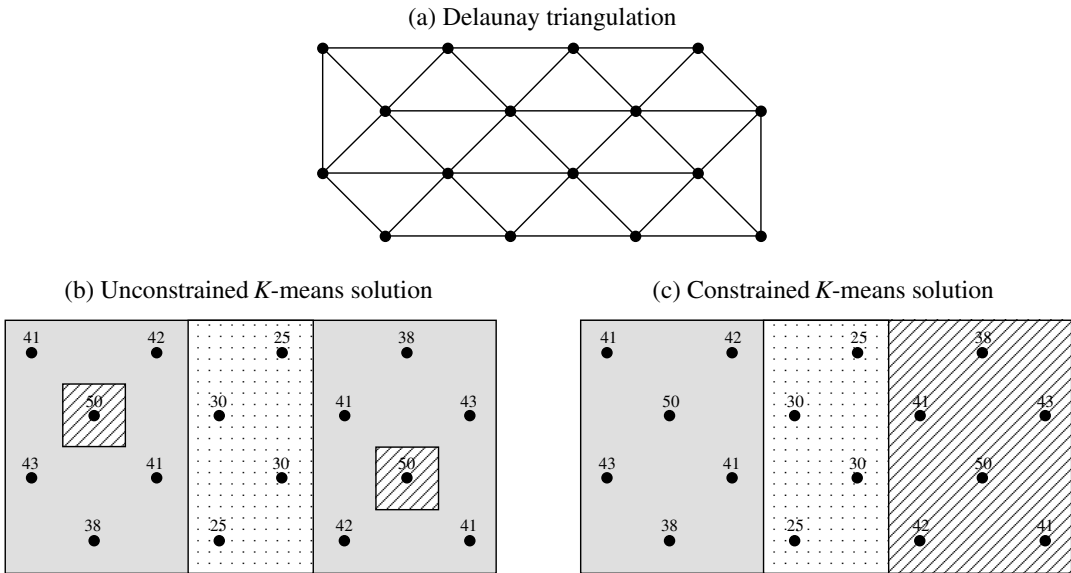 (a) Delaunay triangulation
(b) Unconstrained K-means solution
41 42 25 38
50 30 41 43
43 41 30 50
38 25 42 41
(c) Constrained K-means solution
41 42 25 38
50 30 41 43
43 41 30 50
38 25 42 41